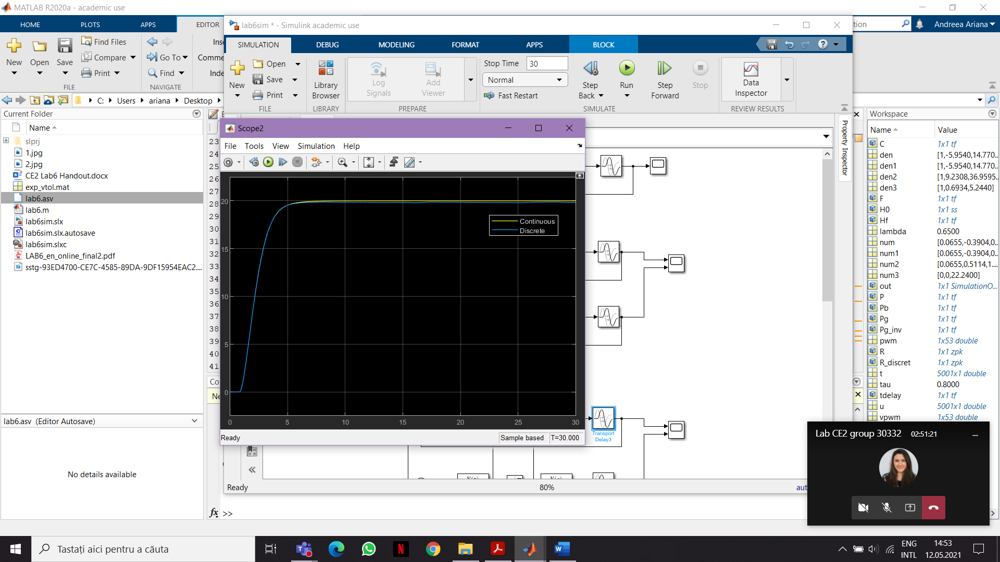 MATLAB R2020a - academic use
HOME
PLOTS
APPS
EDITOR
Andreea Ariana
New
Open
Save
Find Files
Compare
Print
FILE
Go To
Find
NAVIGATE
C: Users ariana Desktop
Current Folder
Name
slprj
1.jpg
2.jpg
CE2 Lab6 Handout.docx
exp_vtol.mat
lab6.asv
lab6.m
lab6sim.slx
lab6sim.slx.autosave
lab6sim.slxc
LAB6_en_online_final2.pdf
sstg-93ED4700-CE7C-4585-89DA-9DF15954EAC2....
lab6.asv (Editor Autosave)
No details available
23
24
25
26
27
28
29
30
31
32
33
34
35
36
37
38
39
40
41
lab6sim * - Simulink academic use
SIMULATION
DEBUG
MODELING
FORMAT
APPS
BLOCK
New
Open
Save
Print
FILE
Library
Browser
LIBRARY
Log
Signals
Add
Viewer
PREPARE
Stop Time 30
Normal
Fast Restart
Step
Back
Run
Step
Forward
Stop
SIMULATE
Data
Inspector
REVIEW RESULTS
Property Inspector
Scope2
File Tools View Simulation Help
20
15
10
5
0
0 5 10 15 20 25 30
Continuous
Discrete
Ready
Sample based
T=30.000
Transport
Delay3
Ready
80%
fx >>
Workspace
Name Value
C 1x1 tf
den [1,-5.9540,14.770...
den1 [1,-5.9540,14.770...
den2 [1,9.2308,36.9595...
den3 [1,0.6934,5.2440]
F 1x1 tf
H0 1x1 ss
Hf 1x1 tf
lambda 0.6500
num [0.0655,-0.3904,0...
num1 [0.0655,-0.3904,0...
num2 [0.0655,0.5114,1....
num3 [0,0,22.2400]
out 1x1 SimulationO...
P 1x1 tf
Pb 1x1 tf
Pg 1x1 tf
Pg_inv 1x1 tf
pwm 1x53 double
R 1x1 zpk
R_discret 1x1 zpk
t 5001x1 double
tau 0.8000
tdelay 1x1 tf
u 5001x1 double
vpwm 1x53 double
Lab CE2 group 30332 02:51:21
Tastați aici pentru a căuta
ENG
INTL
14:53
12.05.2021